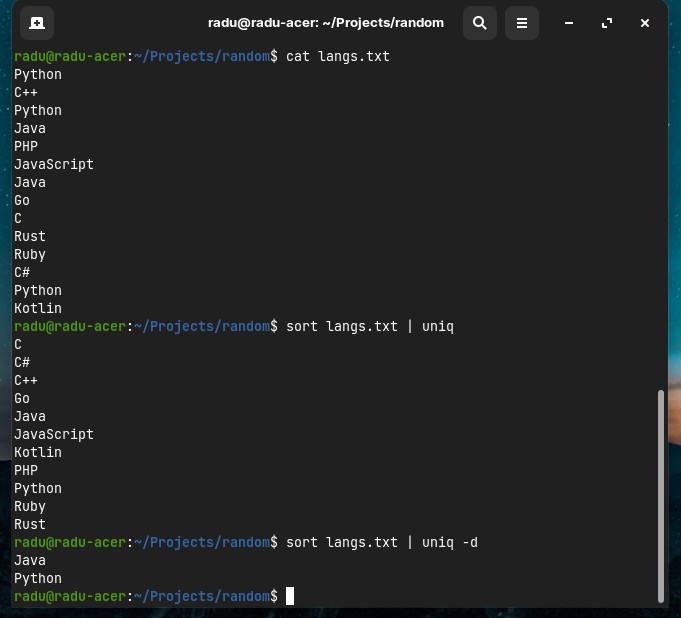 radu@radu-acer: ~/Projects/random
radu@radu-acer:~/Projects/random$ cat langs.txt
Python
C++
Python
Java
PHP
JavaScript
Java
Go
C
Rust
Ruby
C#
Python
Kotlin
radu@radu-acer:~/Projects/random$ sort langs.txt | uniq
C
C#
C++
Go
Java
JavaScript
Kotlin
PHP
Python
Ruby
Rust
radu@radu-acer:~/Projects/random$ sort langs.txt | uniq -d
Java
Python
radu@radu-acer:~/Projects/random$